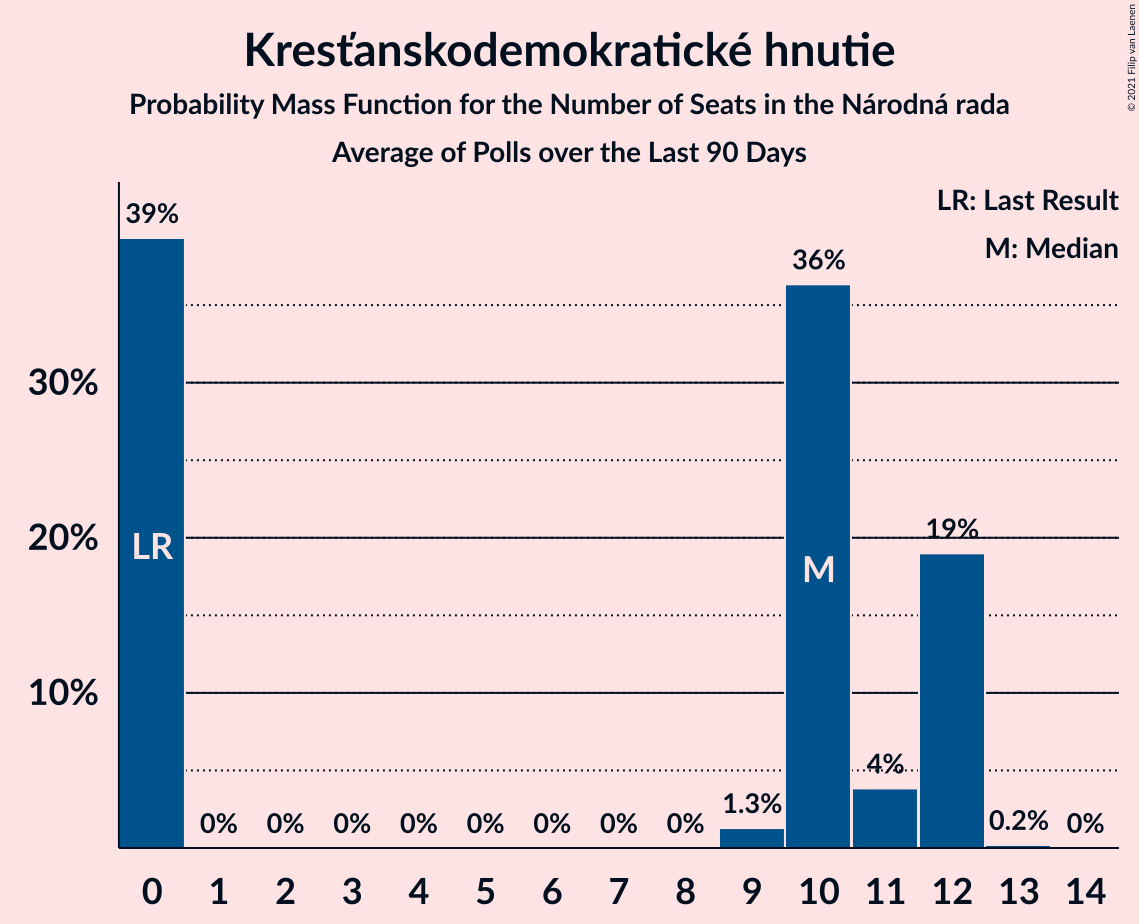 Kresťanskodemokratické hnutie
Probability Mass Function for the Number of Seats in the Národná rada
Average of Polls over the Last 90 Days
© 2021 Filip van Laenen
LR: Last Result
M: Median
39%
36%
30%
20%
19%
LR
M
10%
4%
1.3%
0% 0% 0% 0% 0% 0% 0% 0% 0.2% 0%
0 1 2 3 4 5 6 7 8 9 10 11 12 13 14